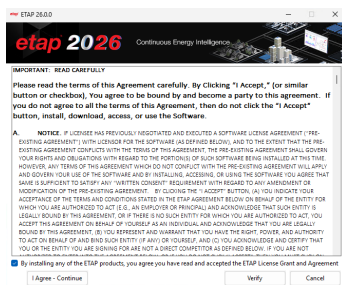 ETAP 26.0.0
etap 2026
Continuous Energy Intelligence
IMPORTANT: READ CAREFULLY
Please read the terms of this Agreement carefully. By Clicking "I Accept," (or similar
button or checkbox), You agree to be bound by and become a party to this agreement. If
you do not agree to all the terms of this Agreement, then do not click the "I Accept"
button, install, download, access, or use the Software.
A. NOTICE. IF LICENSEE HAS PREVIOUSLY NEGOTIATED AND EXECUTED A SOFTWARE LICENSE AGREEMENT ("PRE-
EXISTING AGREEMENT") WITH LICENSOR FOR THE SOFTWARE (AS DEFINED BELOW), AND TO THE EXTENT THAT THE PRE-
EXISTING AGREEMENT CONFLICTS WITH THE TERMS OF THIS AGREEMENT, THE PRE-EXISTING AGREEMENT SHALL GOVERN
YOUR RIGHTS AND OBLIGATIONS WITH REGARD TO THE PORTION(S) OF SUCH SOFTWARE BEING INSTALLED AT THIS TIME.
HOWEVER, ANY TERMS OF THIS AGREEMENT WHICH DO NOT CONFLICT WITH THE PRE-EXISTING AGREEMENT WILL APPLY
AND GOVERN YOUR USE OF THE SOFTWARE AND BY INSTALLING, ACCESSING, OR USING THE SOFTWARE YOU AGREE THAT
SAME IS SUFFICIENT TO SATISFY ANY "WRITTEN CONSENT" REQUIREMENT WITH REGARD TO ANY AMENDMENT OR
MODIFICATION OF THE PRE-EXISTING AGREEMENT. BY CLICKING THE "I ACCEPT" BUTTON, (A) YOU INDICATE YOUR
ACCEPTANCE OF THE TERMS AND CONDITIONS STATED IN THE ETAP AGREEMENT BELOW ON BEHALF OF THE ENTITY FOR
WHICH YOU ARE AUTHORIZED TO ACT (E.G., AN EMPLOYER OR PRINCIPAL) AND ACKNOWLEDGE THAT SUCH ENTITY IS
LEGALLY BOUND BY THIS AGREEMENT, OR IF THERE IS NO SUCH ENTITY FOR WHICH YOU ARE AUTHORIZED TO ACT, YOU
ACCEPT THIS AGREEMENT ON BEHALF OF YOURSELF AS AN INDIVIDUAL AND ACKNOWLEDGE THAT YOU ARE LEGALLY
BOUND BY THIS AGREEMENT, (B) YOU REPRESENT AND WARRANT THAT YOU HAVE THE RIGHT, POWER, AND AUTHORITY
TO ACT ON BEHALF OF AND BIND SUCH ENTITY (IF ANY) OR YOURSELF, AND (C) YOU ACKNOWLEDGE AND CERTIFY THAT
YOU OR THE ENTITY YOU ARE SIGNING FOR ARE NOT A DIRECT COMPETITOR AS DEFINED BELOW. IF YOU ARE NOT
By installing any of the ETAP products, you agree you have read and accepted the ETAP License Grant and Agreement
I Agree - Continue
Verify
Cancel